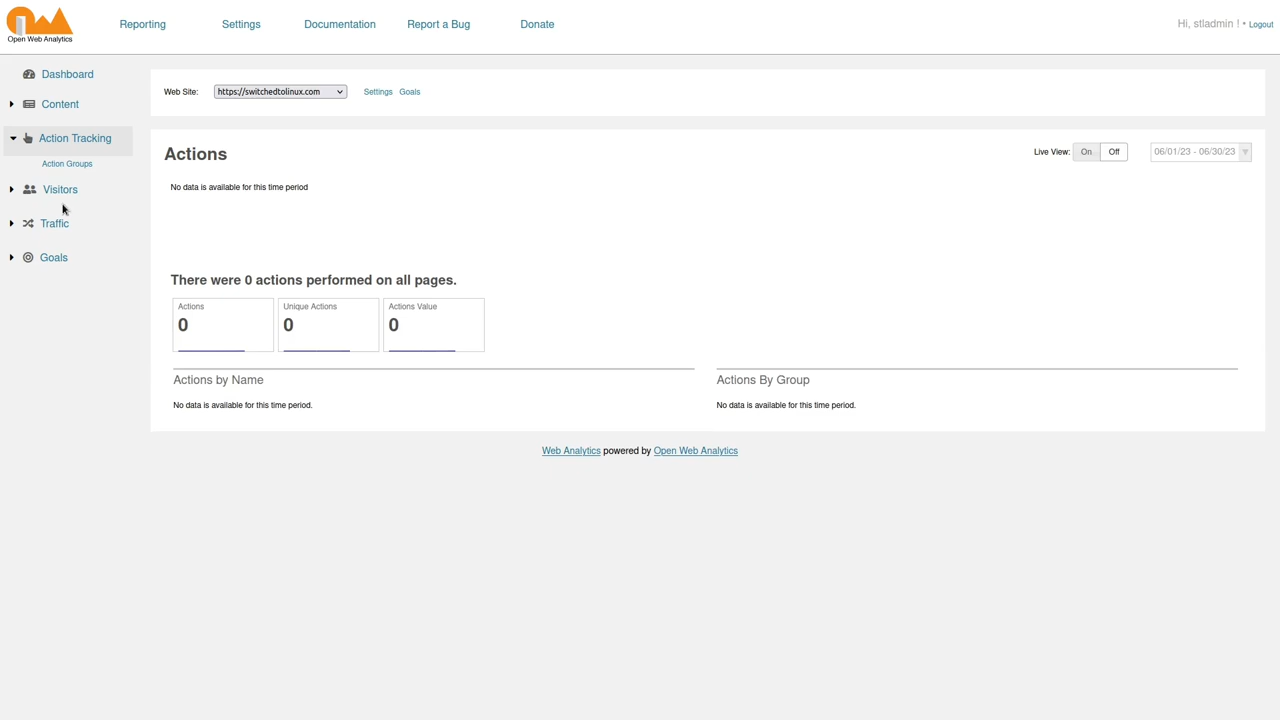 Open Web Analytics
Reporting
Settings
Documentation
Report a Bug
Donate
Hi, stladmin ! • Logout
Dashboard
Content
Action Tracking
Action Groups
Visitors
Traffic
Goals
Web Site: https://switchedtolinux.com Settings Goals
Actions
Live View: On Off 06/01/23 - 06/30/23
No data is available for this time period
There were 0 actions performed on all pages.
Actions
0
Unique Actions
0
Actions Value
0
Actions by Name
No data is available for this time period.
Actions By Group
No data is available for this time period.
Web Analytics powered by Open Web Analytics